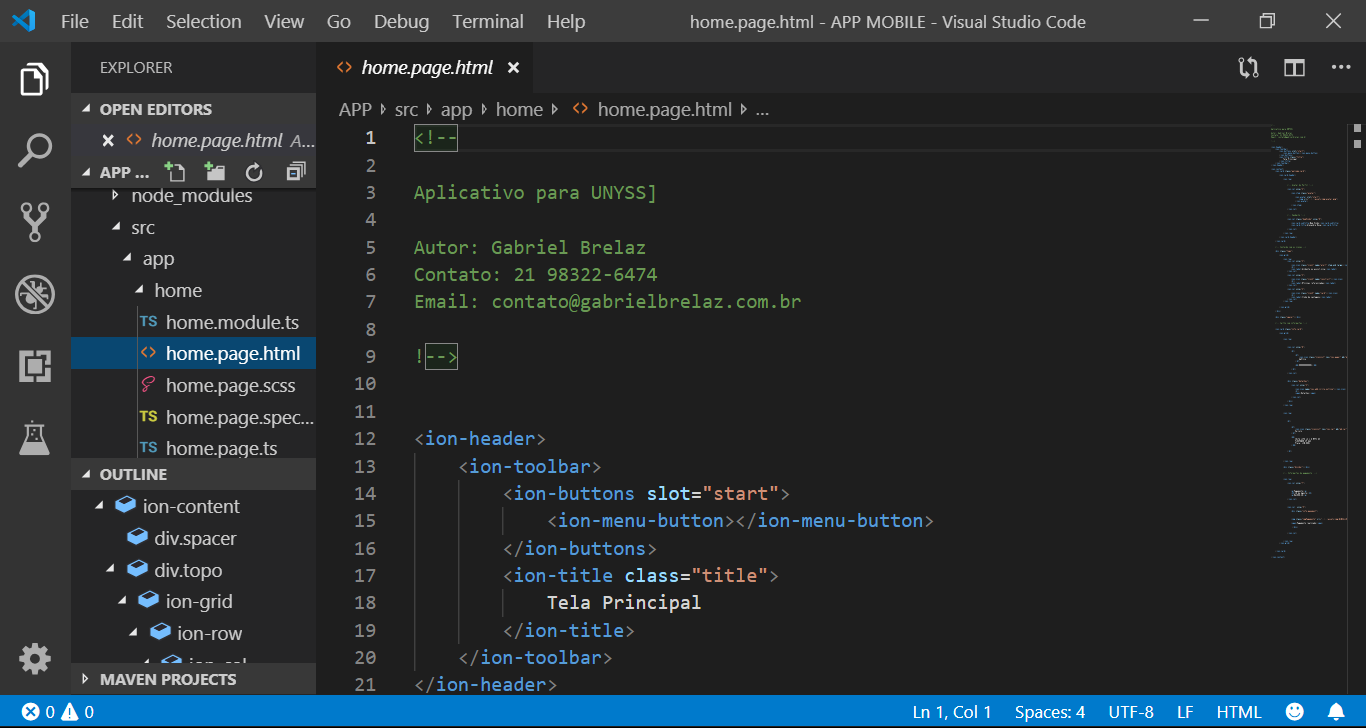 File Edit Selection View Go Debug Terminal Help home.page.html - APP MOBILE - Visual Studio Code
EXPLORER
OPEN EDITORS
home.page.html A...
APP ...
node_modules
src
app
home
TS home.module.ts
<> home.page.html
home.page.scss
TS home.page.spec...
TS home.page.ts
OUTLINE
ion-content
div.spacer
div.topo
ion-grid
ion-row
ion-col
MAVEN PROJECTS
<> home.page.html
APP src app home <> home.page.html ...
1 <!--
2
3 Aplicativo para UNYSS]
4
5 Autor: Gabriel Brelaz
6 Contato: 21 98322-6474
7 Email: contato@gabrielbrelaz.com.br
8
9 !-->
10
11
12 <ion-header>
13 <ion-toolbar>
14 <ion-buttons slot="start">
15 <ion-menu-button></ion-menu-button>
16 </ion-buttons>
17 <ion-title class="title">
18 Tela Principal
19 </ion-title>
20 </ion-toolbar>
21 </ion-header>
0 0 Ln 1, Col 1 Spaces: 4 UTF-8 LF HTML